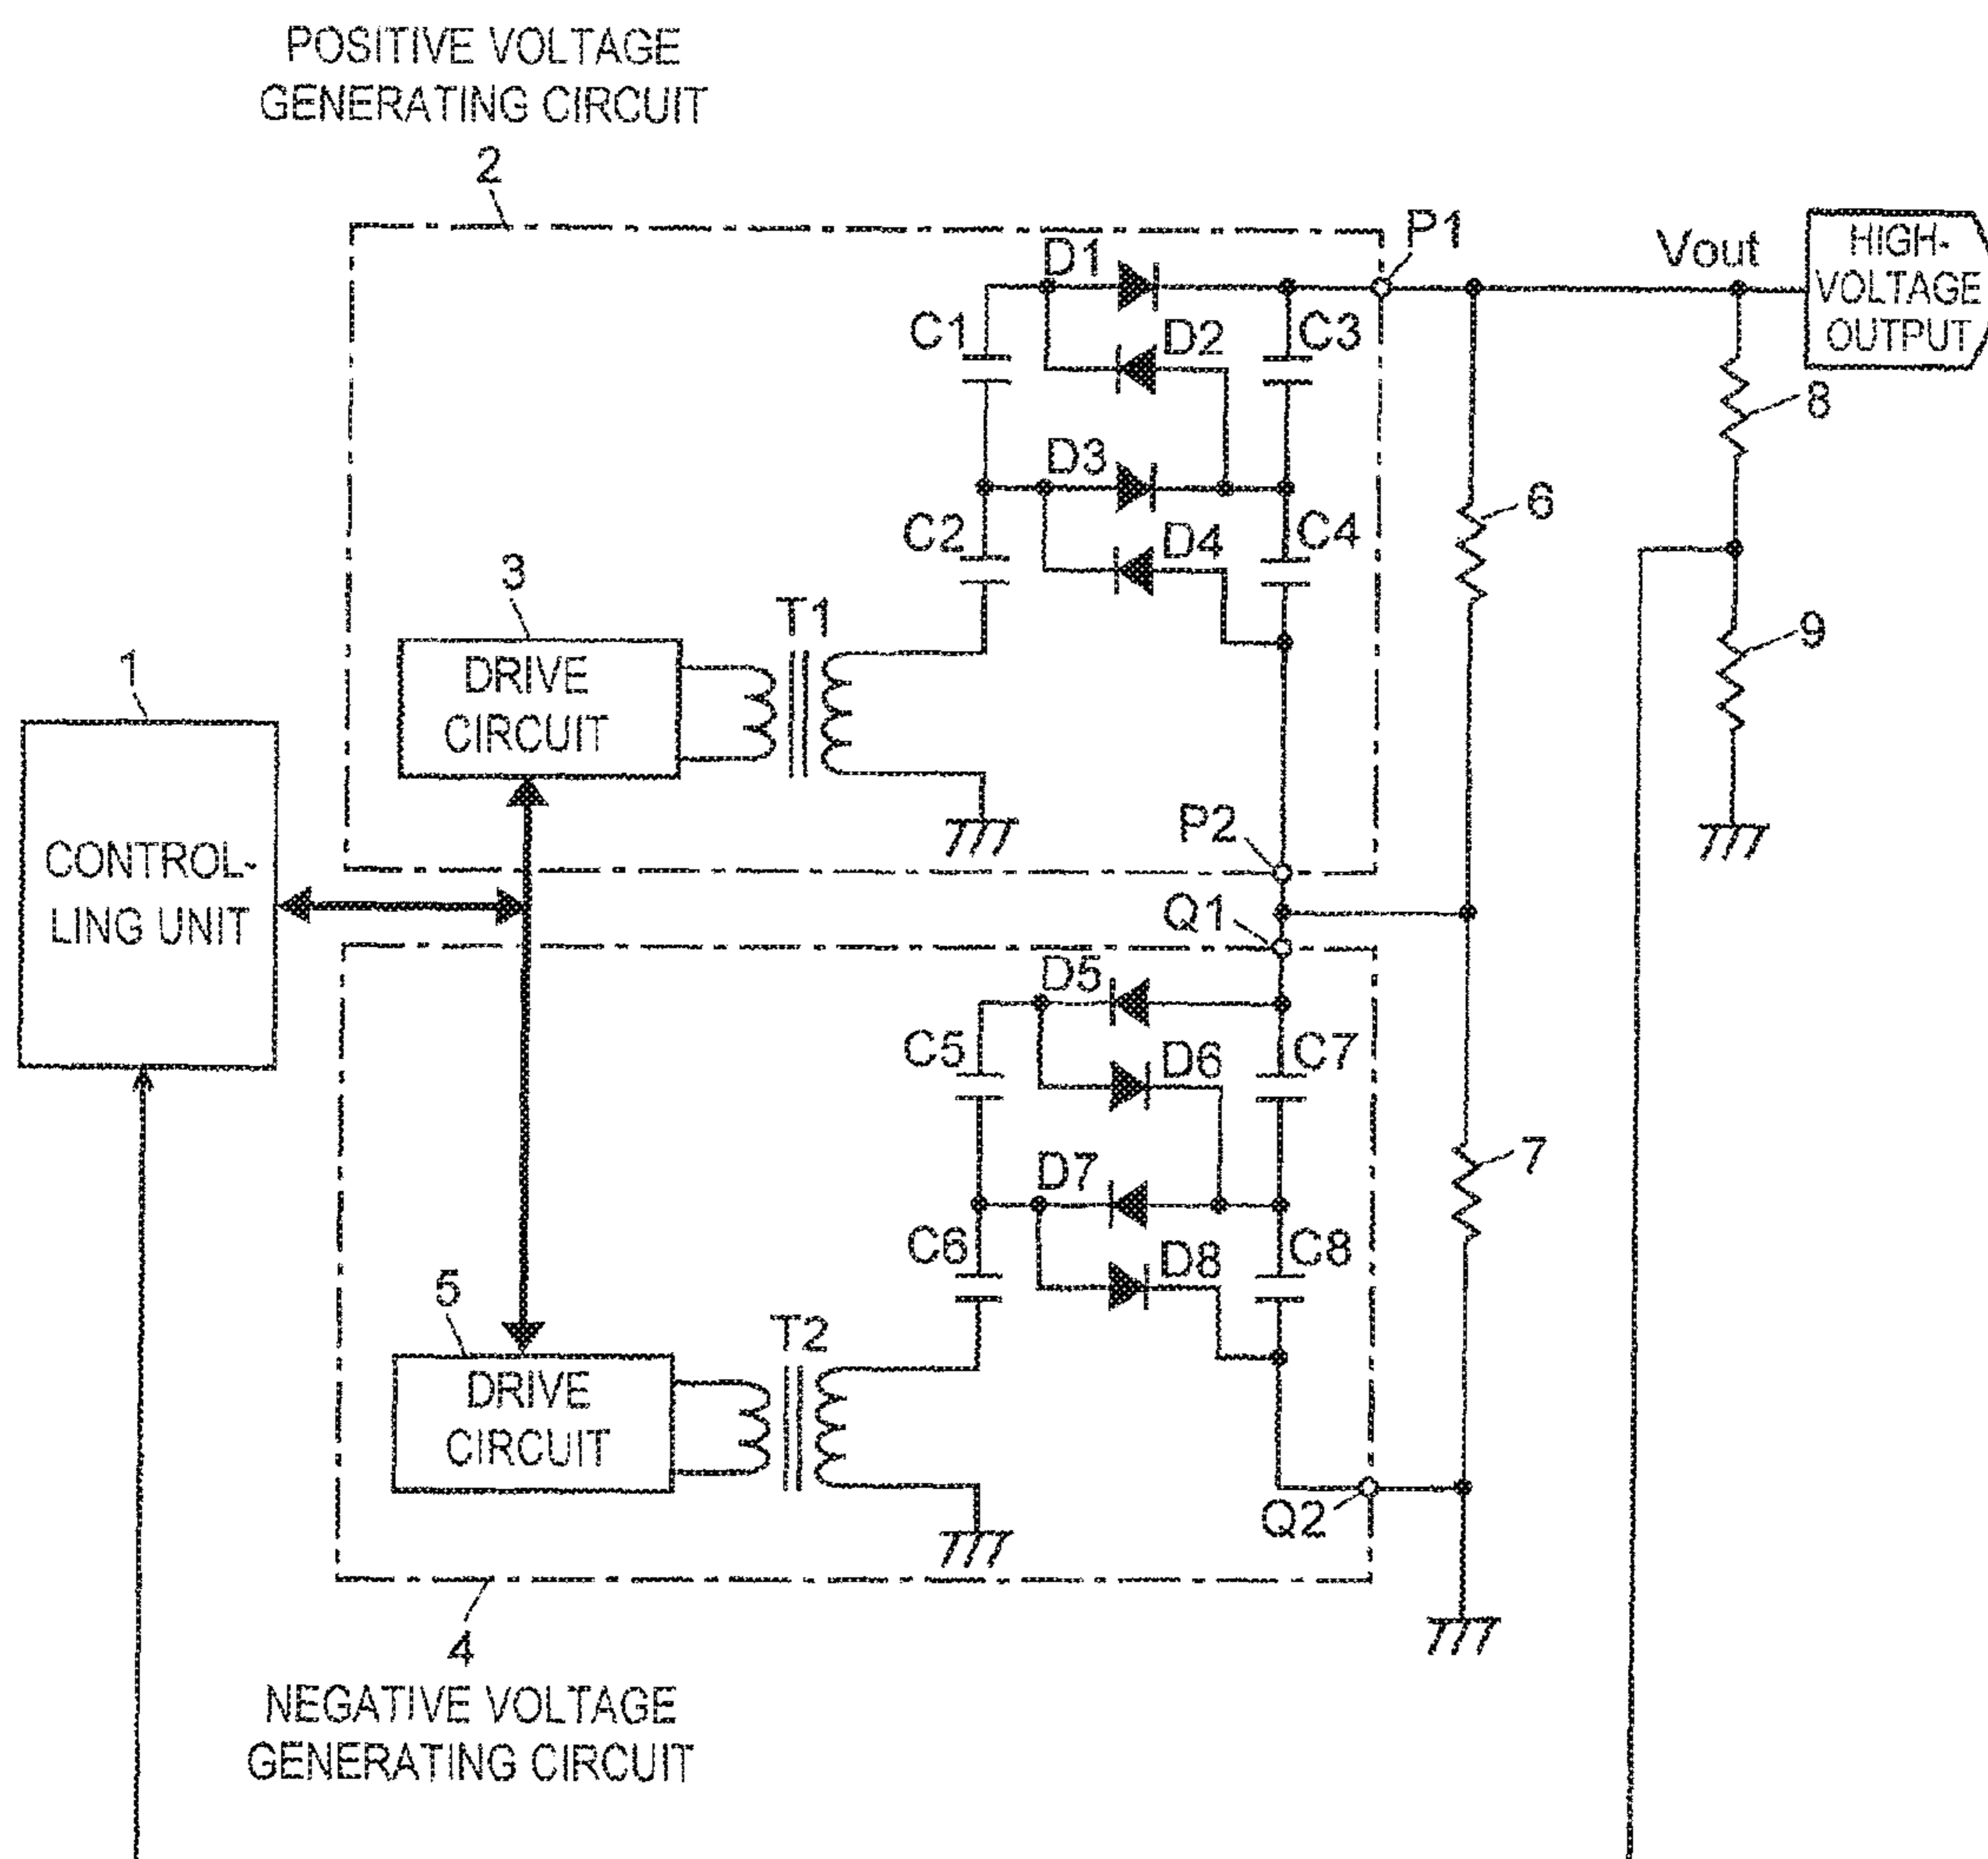 POSITIVE VOLTAGE
GENERATING CIRCUIT
2
P1
Vout
HIGH-
VOLTAGE
OUTPUT
D1
C1
D2
C3
8
D3
6
C2
D4
C4
3
T1
9
1
DRIVE
CIRCUIT
P2
CONTROL-
LING UNIT
Q1
D5
C5
D6
C7
D7
7
C6
D8
C8
5
T2
DRIVE
CIRCUIT
Q2
4
NEGATIVE VOLTAGE
GENERATING CIRCUIT